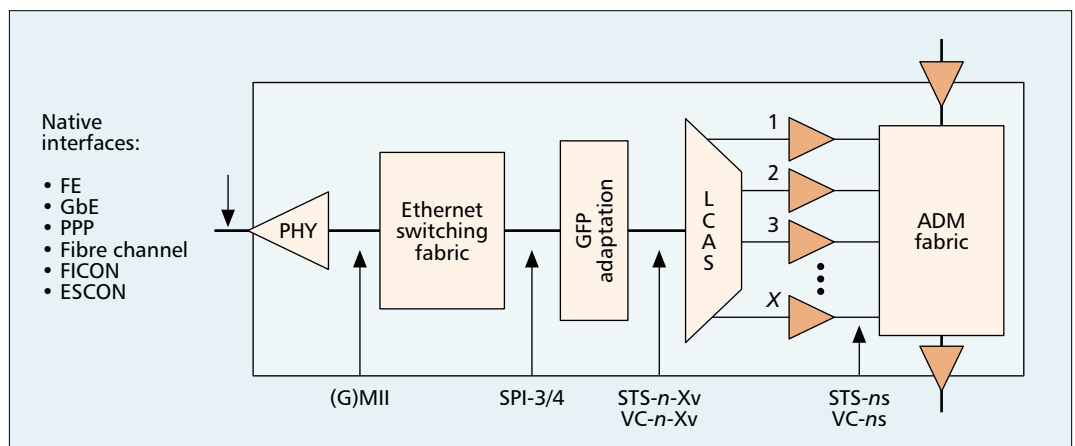 Native
interfaces:
• FE
• GbE
• PPP
• Fibre channel
• FICON
• ESCON
PHY
Ethernet
switching
fabric
GFP
adaptation
L
C
A
S
1
2
3
X
ADM
fabric
(G)MII
SPI-3/4
STS-n-Xv
VC-n-Xv
STS-ns
VC-ns